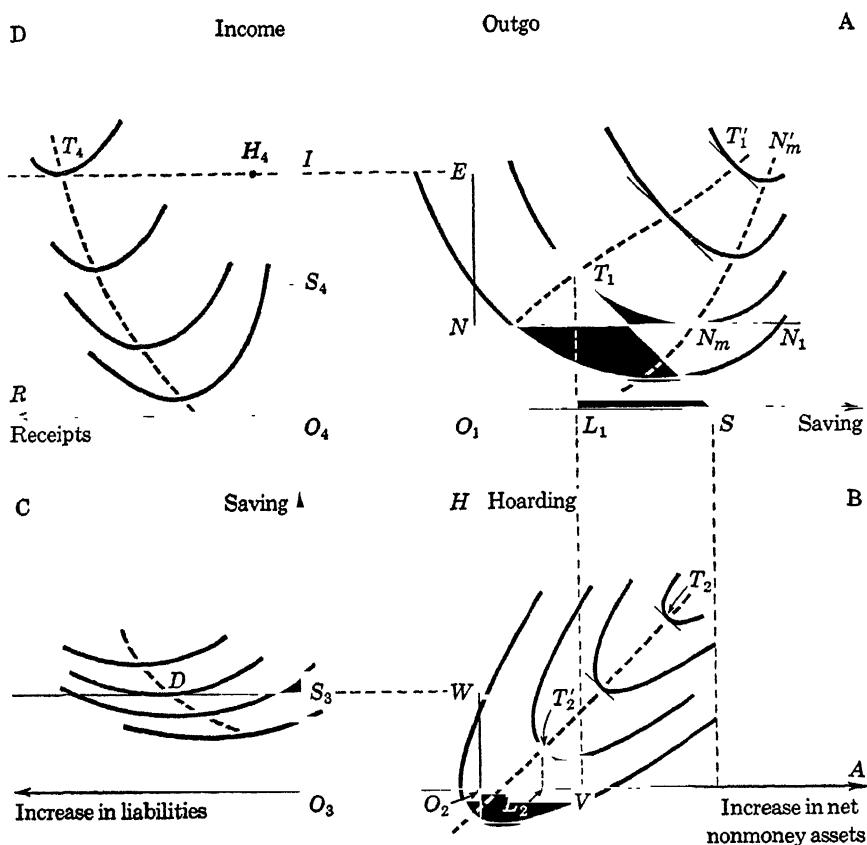 D Income Outgo A
T₄ H₄ I E T₁′ N′ₘ
S₄ T₁
N Nₘ N₁
R
Receipts O₄ O₁ L₁ S Saving
C Saving H Hoarding B
T₂
D S₃ W T₂′
A
Increase in liabilities O₃ O₂ L₂ V Increase in net
nonmoney assets